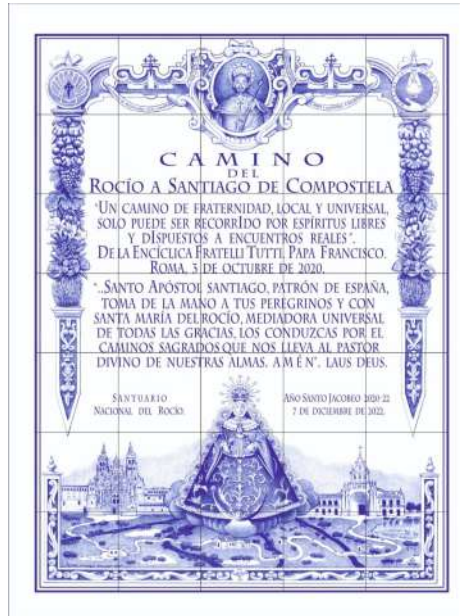 CAMINO
DEL
ROCÍO A SANTIAGO DE COMPOSTELA
"UN CAMINO DE FRATERNIDAD, LOCAL Y UNIVERSAL,
SOLO PUEDE SER RECORRIDO POR ESPÍRITUS LIBRES
Y DISPUESTOS A ENCUENTROS REALES".
DE LA ENCÍCLICA FRATELLI TUTTI. PAPA FRANCISCO.
ROMA, 3 DE OCTUBRE DE 2020.
"..SANTO APÓSTOL SANTIAGO, PATRÓN DE ESPAÑA,
TOMA DE LA MANO A TUS PEREGRINOS Y CON
SANTA MARÍA DEL ROCÍO, MEDIADORA UNIVERSAL
DE TODAS LAS GRACIAS, LOS CONDUZCAS POR EL
CAMINOS SAGRADOS QUE NOS LLEVA AL PASTOR
DIVINO DE NUESTRAS ALMAS. AMÉN". LAUS DEUS.
SANTUARIO
NACIONAL DEL ROCÍO.
AÑO SANTO JACOBEO 2020-22
7 DE DICIEMBRE DE 2022.